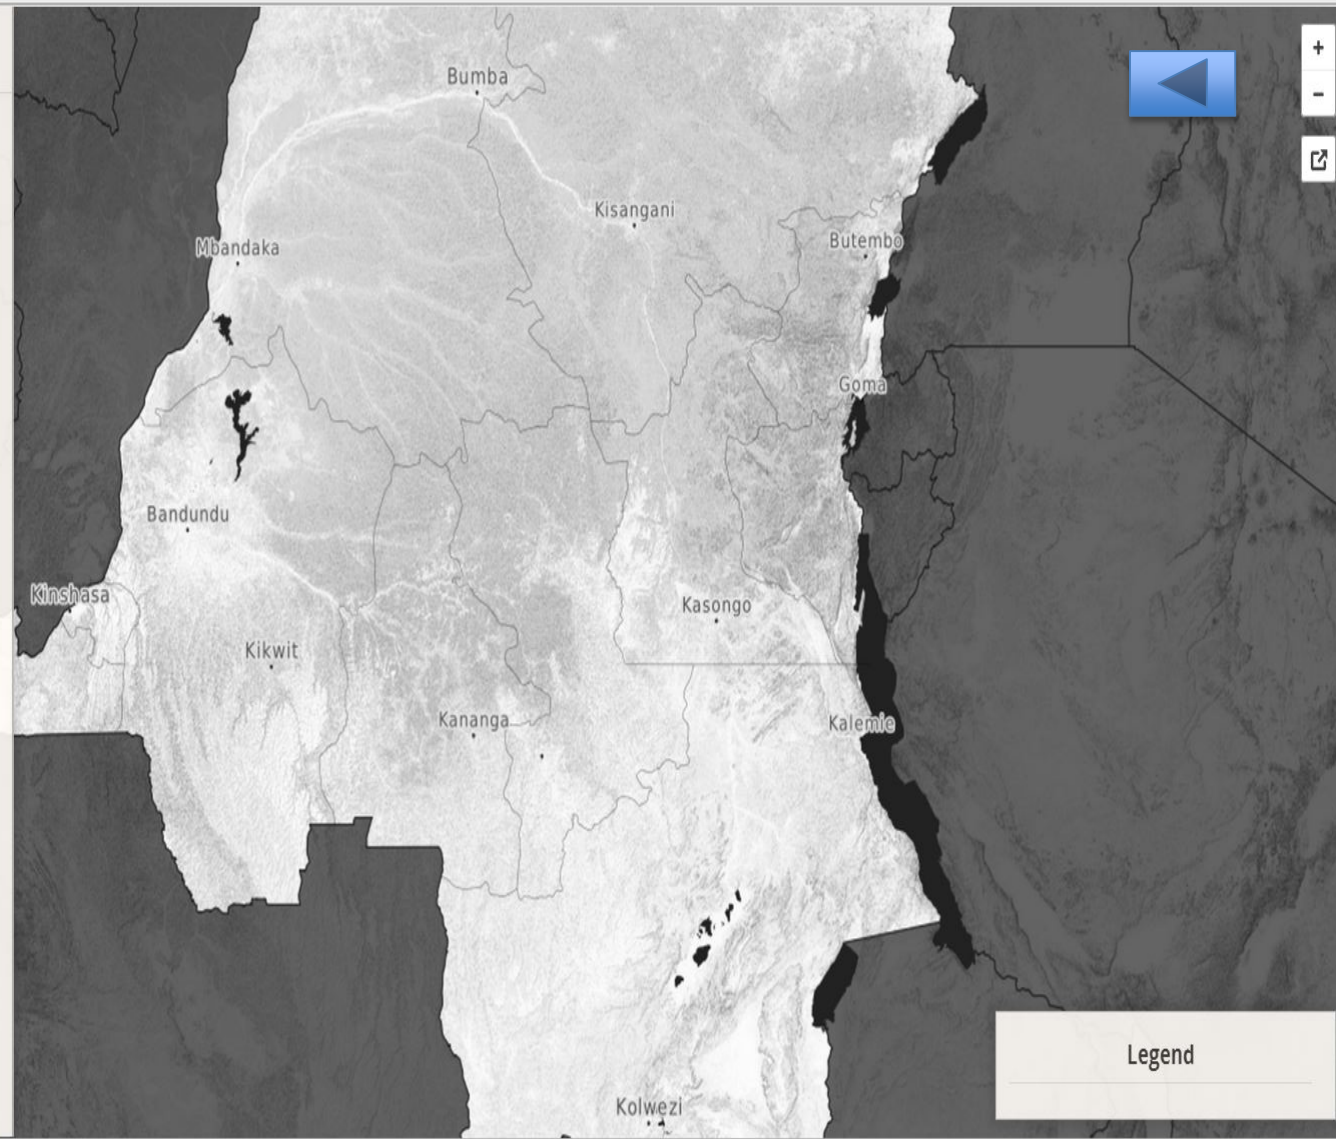 +
-
Bumba
Kisangani
Butembo
Mbandaka
Goma
Bandundu
Kinshasa
Kasongo
Kikwit
Kananga
Kalemie
Legend
Kolwezi